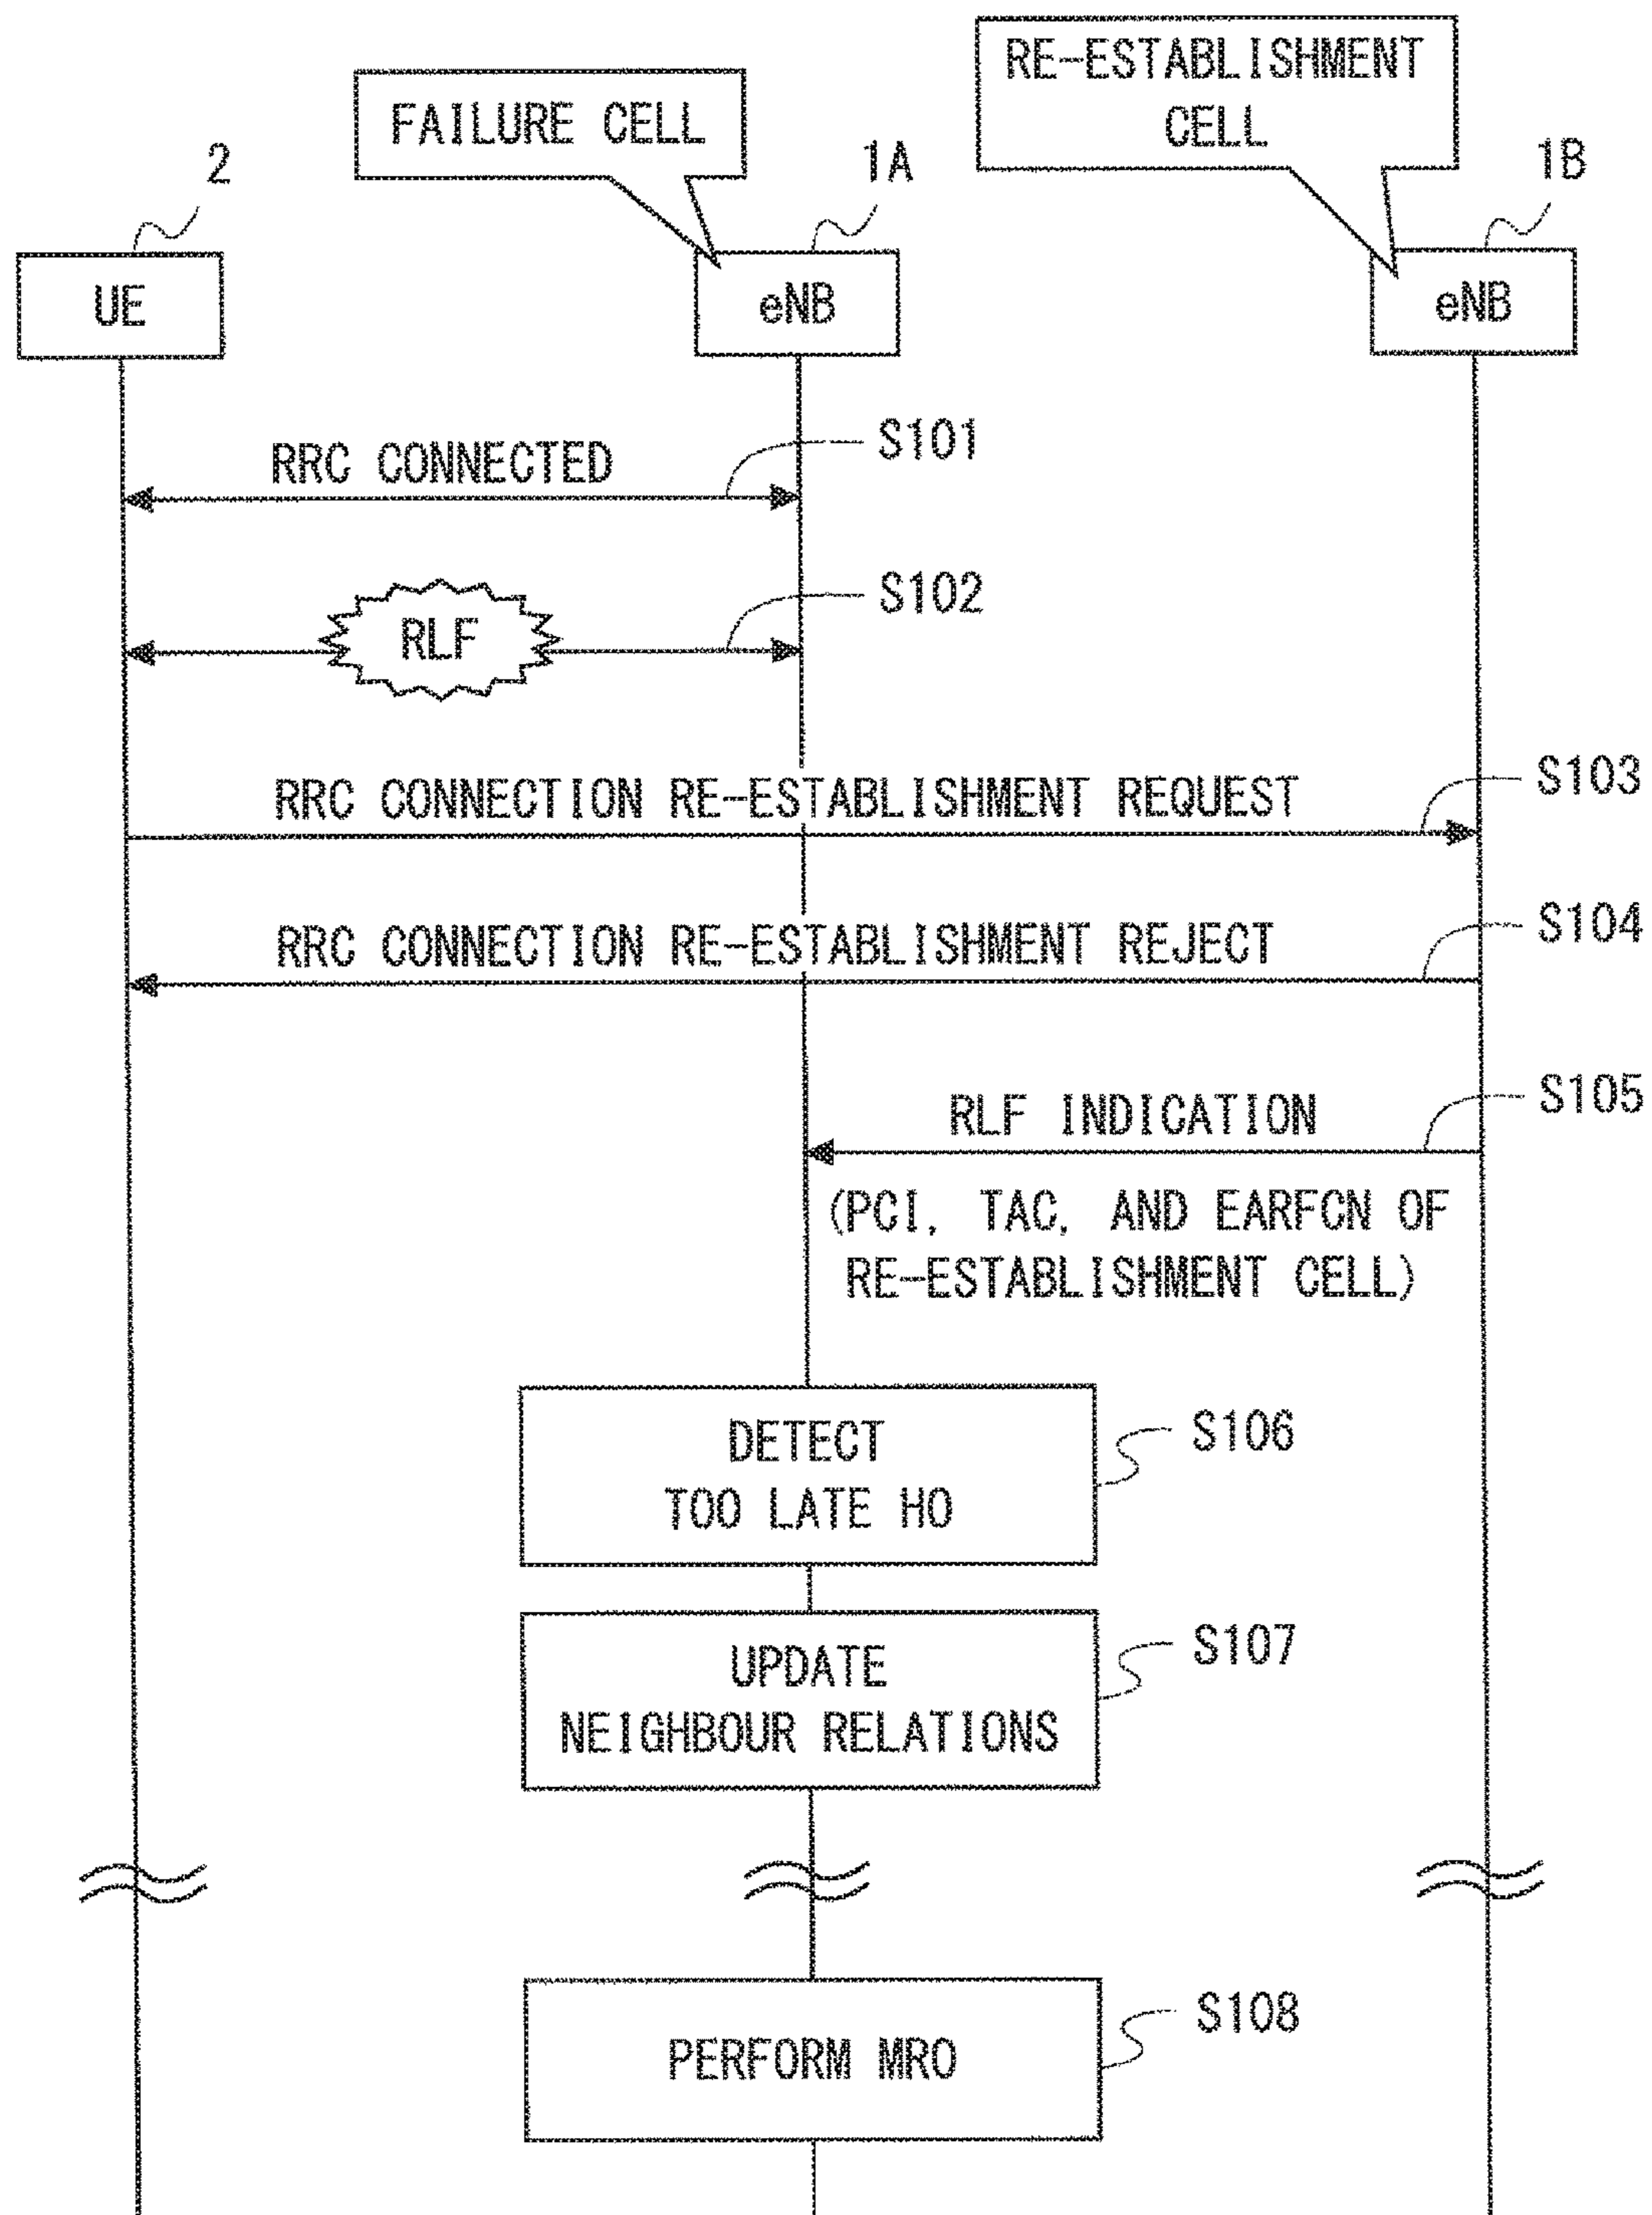 RE-ESTABLISHMENT
CELL
FAILURE CELL
2
1A
1B
UE
eNB
eNB
RRC CONNECTED
S101
RLF
S102
RRC CONNECTION RE-ESTABLISHMENT REQUEST
S103
RRC CONNECTION RE-ESTABLISHMENT REJECT
S104
RLF INDICATION
S105
(PCI, TAC, AND EARFCN OF
RE-ESTABLISHMENT CELL)
DETECT
TOO LATE HO
S106
UPDATE
NEIGHBOUR RELATIONS
S107
PERFORM MRO
S108